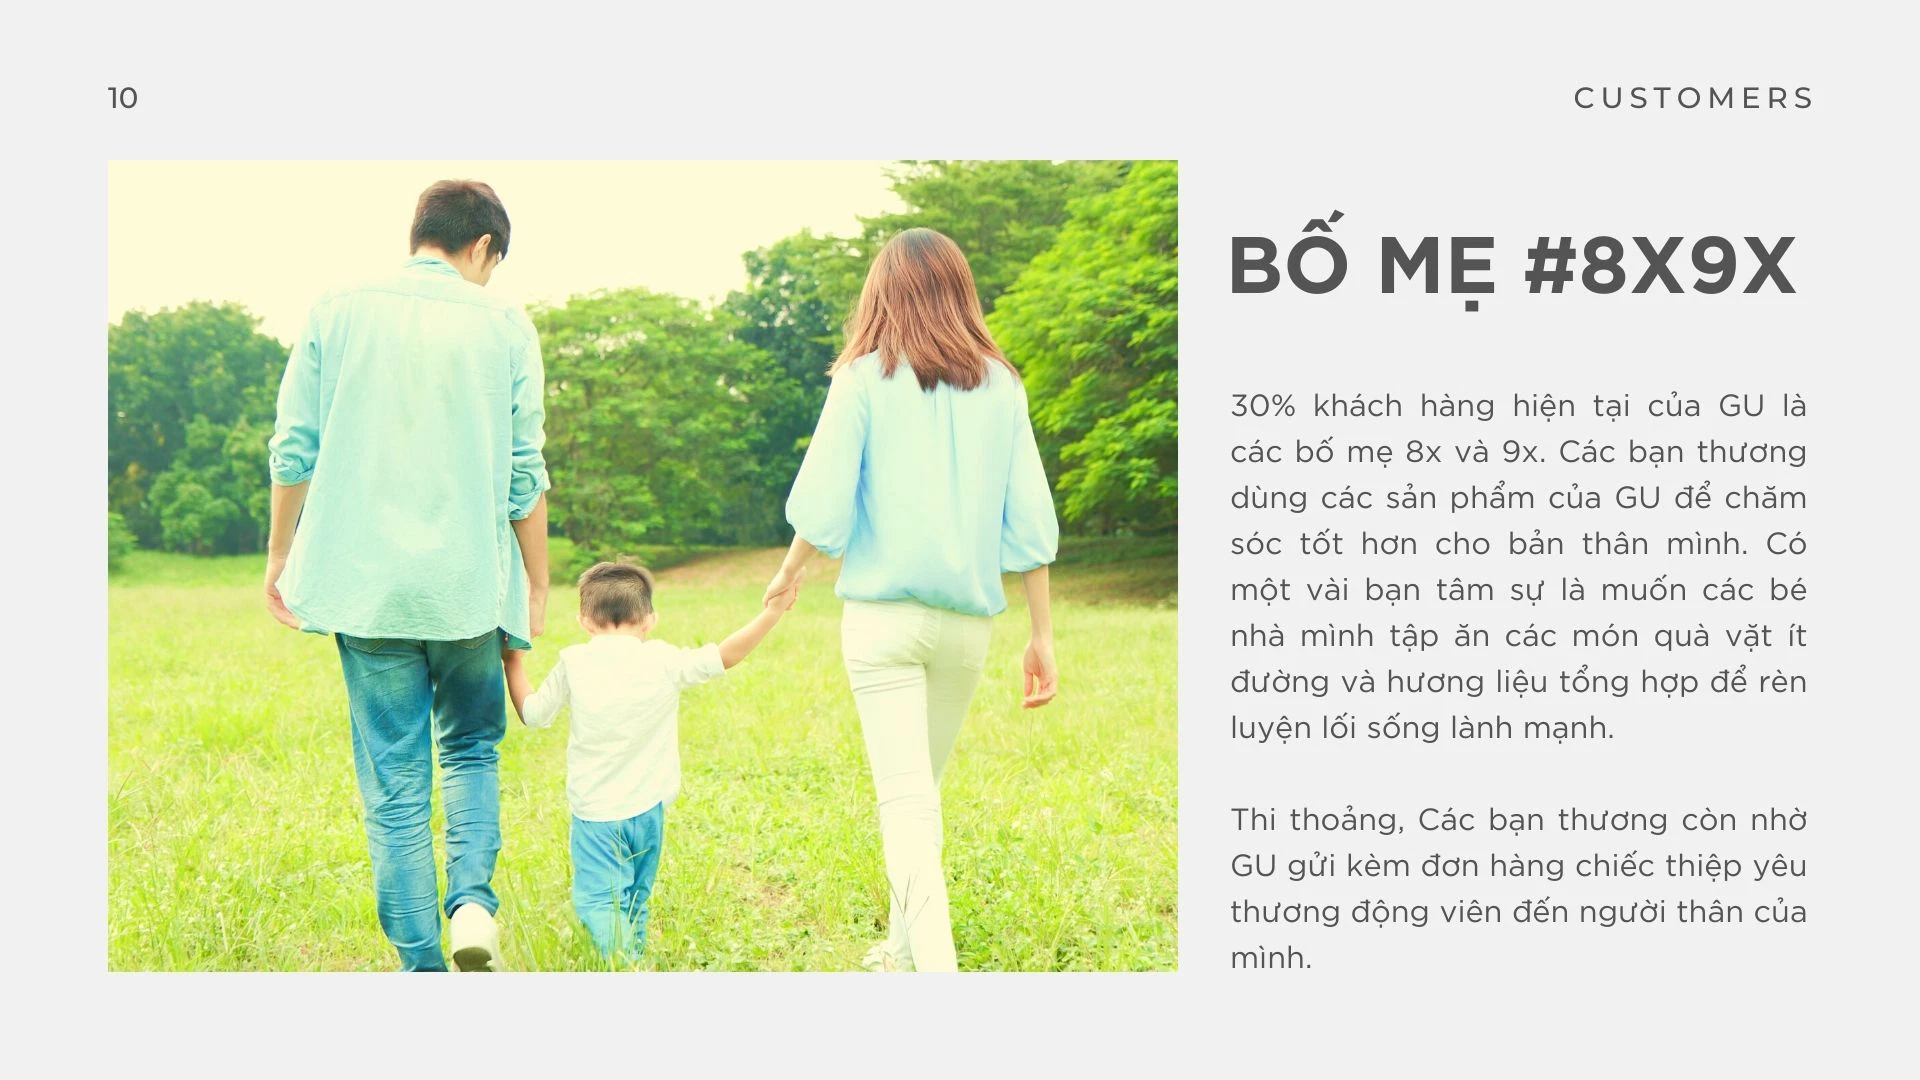 10
CUSTOMERS
BỐ MẸ #8X9X
30% khách hàng hiện tại của GU là
các bố mẹ 8x và 9x. Các bạn thương
dùng các sản phẩm của GU để chăm
sóc tốt hơn cho bản thân mình. Có
một vài bạn tâm sự là muốn các bé
nhà mình tập ăn các món quà vặt ít
đường và hương liệu tổng hợp để rèn
luyện lối sống lành mạnh.
Thi thoảng, Các bạn thương còn nhờ
GU gửi kèm đơn hàng chiếc thiệp yêu
thương động viên đến người thân của
mình.